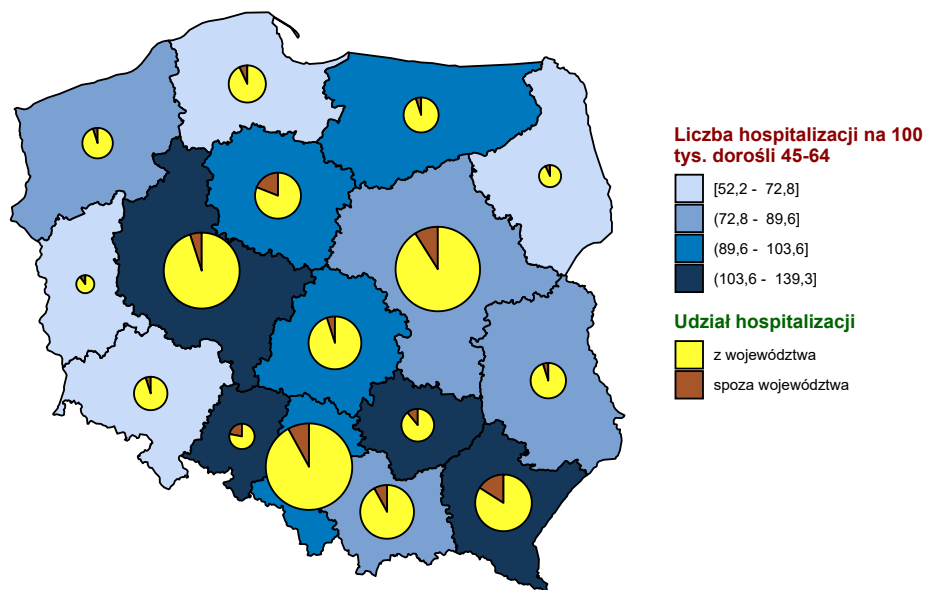 Liczba hospitalizacji na 100
tys. dorośli 45-64
[52,2 - 72,8]
(72,8 - 89,6]
(89,6 - 103,6]
(103,6 - 139,3]
Udział hospitalizacji
z województwa
spoza województwa